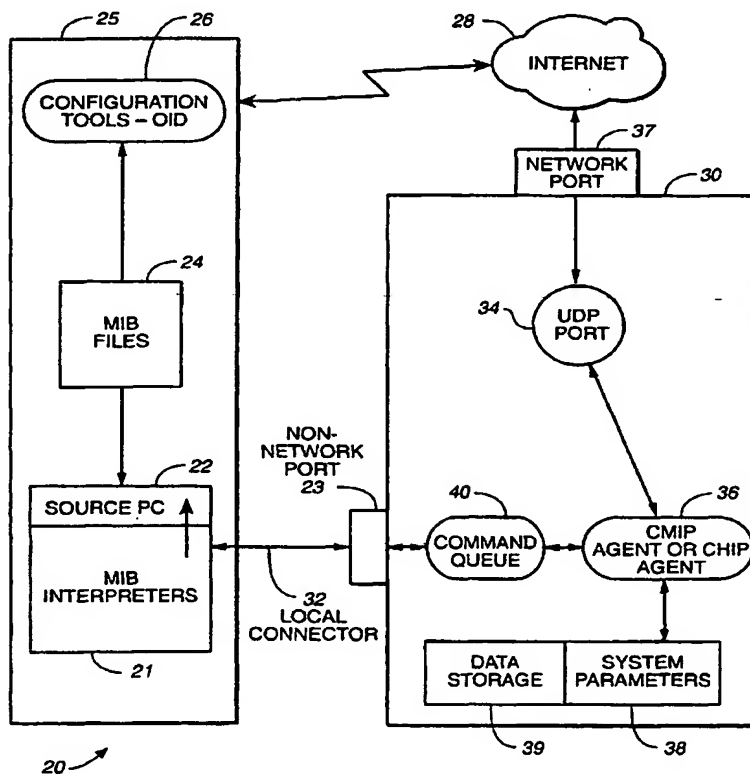 25
26
CONFIGURATION
TOOLS – OID
28
INTERNET
37
NETWORK
PORT
30
24
MIB
FILES
34
UDP
PORT
NON-
NETWORK
PORT
23
22
SOURCE PC
MIB
INTERPRETERS
21
32
LOCAL
CONNECTOR
40
COMMAND
QUEUE
36
CMIP
AGENT OR CHIP
AGENT
DATA
STORAGE
SYSTEM
PARAMETERS
39
38
20